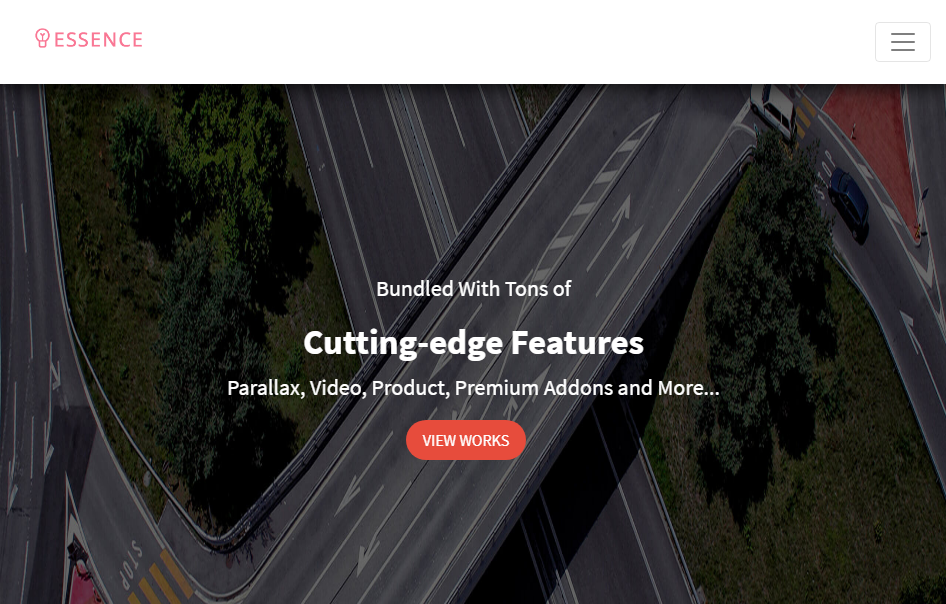 ESSENCE
Bundled With Tons of
Cutting-edge Features
Parallax, Video, Product, Premium Addons and More...
VIEW WORKS
STOP